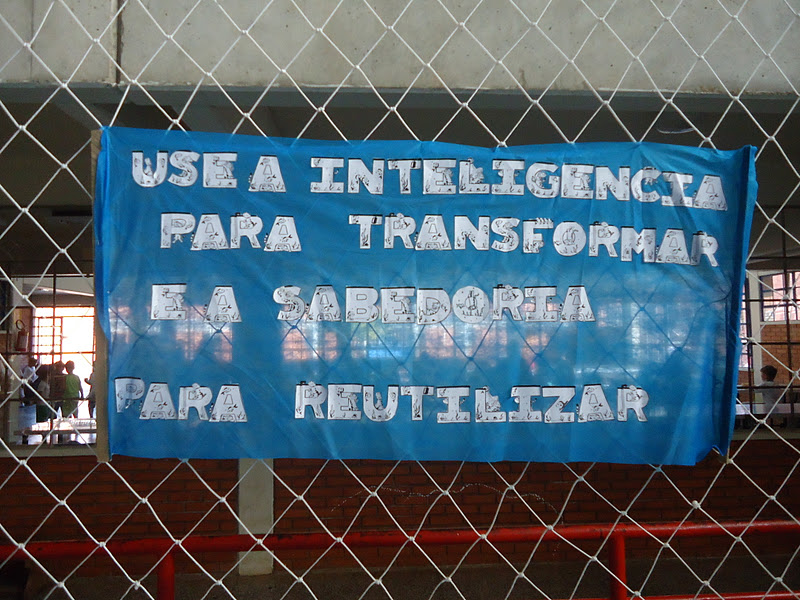 USE A INTELIGENCIA
PARA TRANSFORMAR
E A SABEDORIA
PARA REUTILIZAR